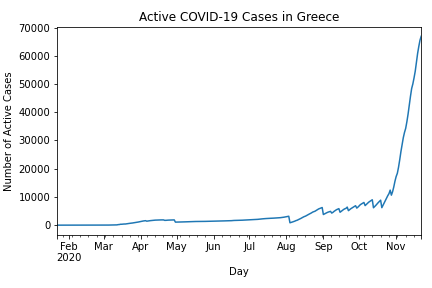 Active COVID-19 Cases in Greece
Number of Active Cases
70000
60000
50000
40000
30000
20000
10000
0
Feb Mar Apr May Jun Jul Aug Sep Oct Nov
2020
Day